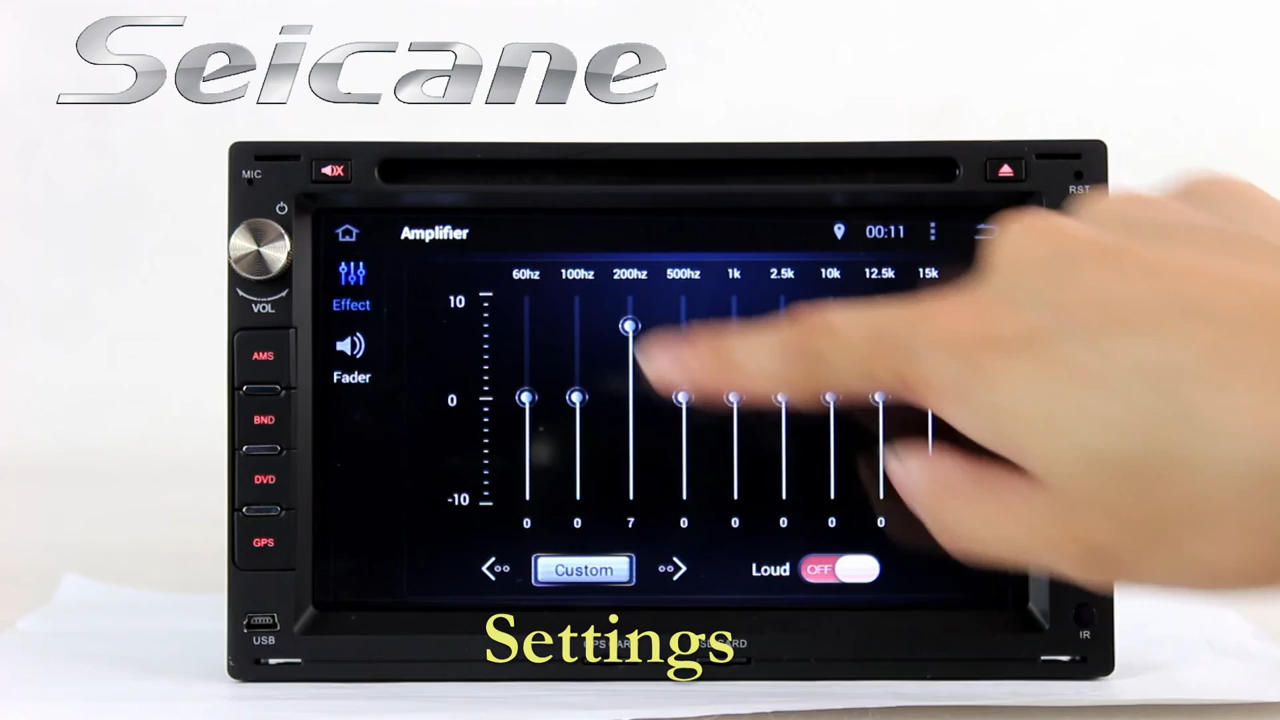 Seicane
MIC
RST
Amplifier
00:11
60hz 100hz 200hz 500hz 1k 2.5k 10k 12.5k 15k
Effect
Fader
VOL
AMS
BND
DVD
GPS
USB
IR
10
0
-10
0 0 7 0 0 0 0 0
Custom
Loud OFF
Settings